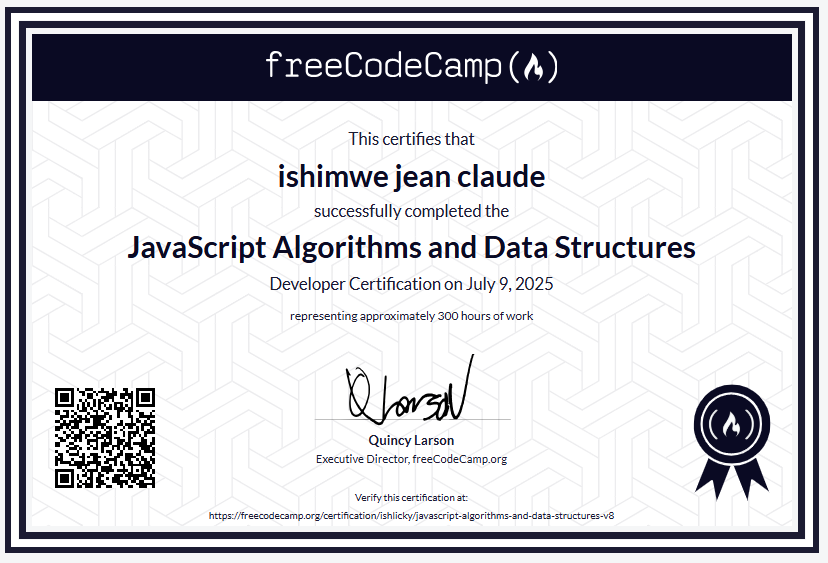 freeCodeCamp
This certifies that
ishimwe jean claude
successfully completed the
JavaScript Algorithms and Data Structures
Developer Certification on July 9, 2025
representing approximately 300 hours of work
Q Larson
Quincy Larson
Executive Director, freeCodeCamp.org
Verify this certification at:
https://freecodecamp.org/certification/ishlicky/javascript-algorithms-and-data-structures-v8